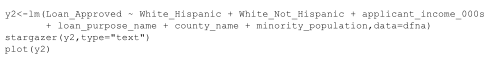 y2<-lm(Loan_Approved ~ White_Hispanic + White_Not_Hispanic + applicant_income_000s
+ loan_purpose_name + county_name + minority_population,data=dfna)
stargazer(y2,type="text")
plot(y2)